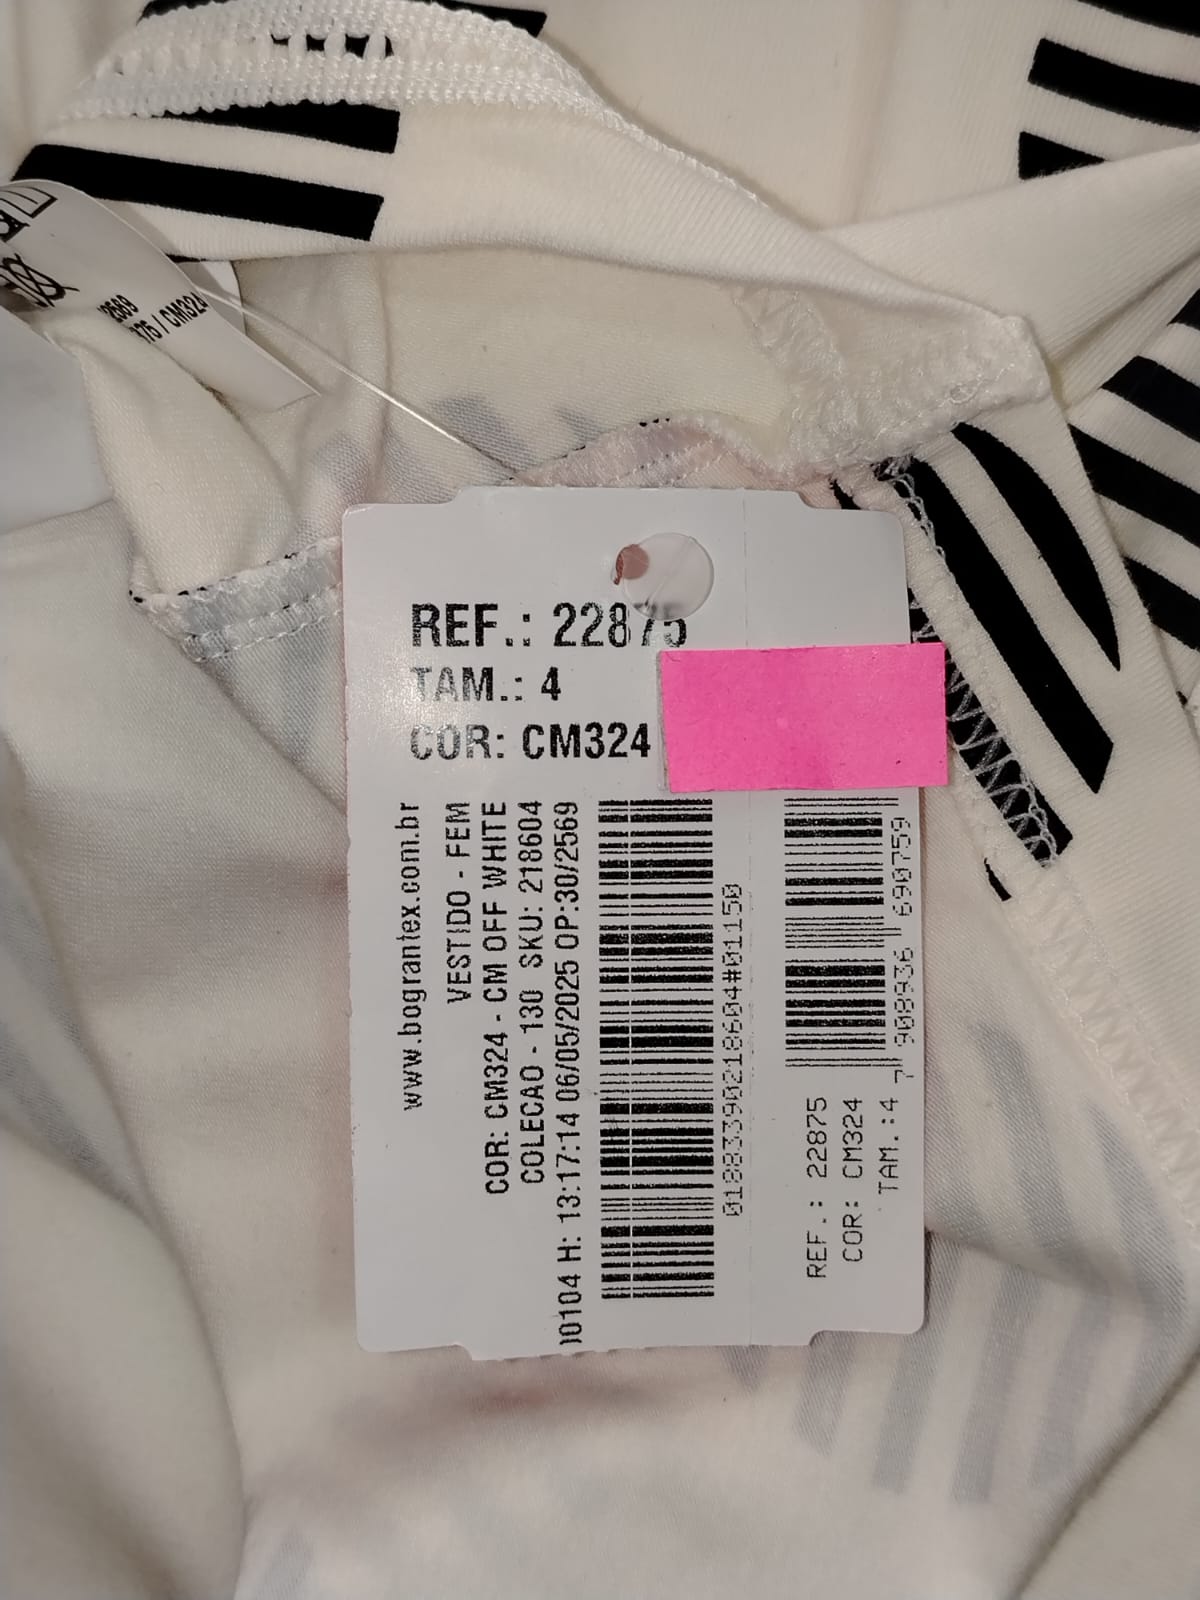 REF.: 22875
TAM.: 4
COR: CM324
www.bograntex.com.br
VESTIDO - FEM
COR: CM324 - CM OFF WHITE
COLECAO - 130 SKU: 218604
10104 H: 13:17:14 06/05/2025 OP:30/2569
01883390218604#01150
7 908936 690759
REF.: 22875
COR: CM324
TAM.:4
/ CM324